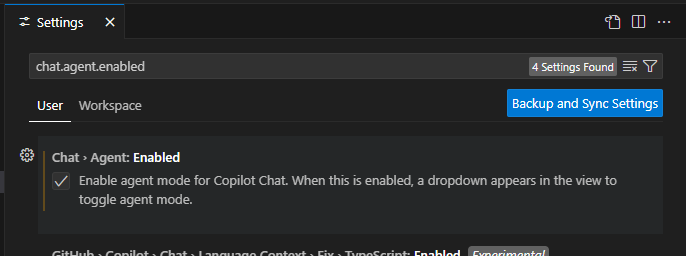 Settings
chat.agent.enabled
4 Settings Found
User Workspace
Backup and Sync Settings
Chat › Agent: Enabled
Enable agent mode for Copilot Chat. When this is enabled, a dropdown appears in the view to
toggle agent mode.
GitHub › Copilot › Chat › Language Context › Fix › TypeScript: Enabled Experimental